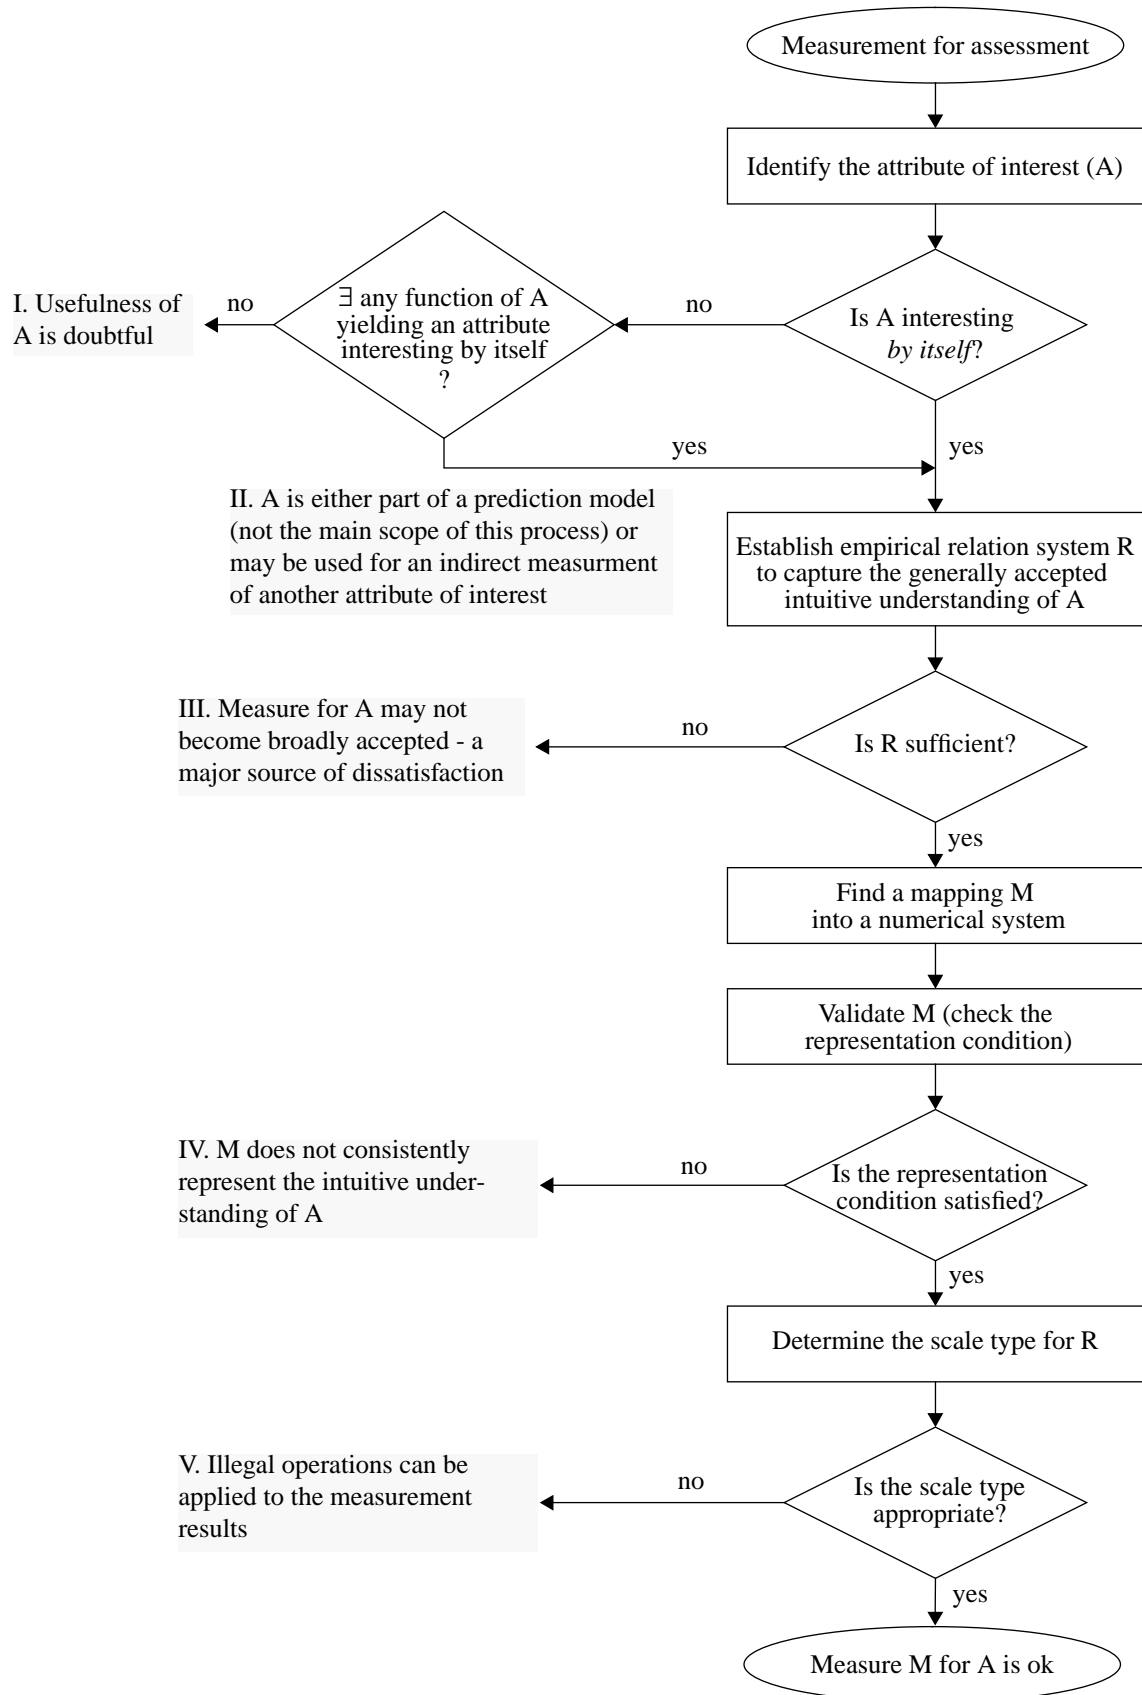 Measurement for assessment
Identify the attribute of interest (A)
Is A interesting
by itself?
no
∃ any function of A
yielding an attribute
interesting by itself
?
no
I. Usefulness of
A is doubtful
yes
yes
II. A is either part of a prediction model
(not the main scope of this process) or
may be used for an indirect measurment
of another attribute of interest
Establish empirical relation system R
to capture the generally accepted
intuitive understanding of A
Is R sufficient?
no
III. Measure for A may not
become broadly accepted - a
major source of dissatisfaction
yes
Find a mapping M
into a numerical system
Validate M (check the
representation condition)
Is the representation
condition satisfied?
no
IV. M does not consistently
represent the intuitive under-
standing of A
yes
Determine the scale type for R
Is the scale type
appropriate?
no
V. Illegal operations can be
applied to the measurement
results
yes
Measure M for A is ok